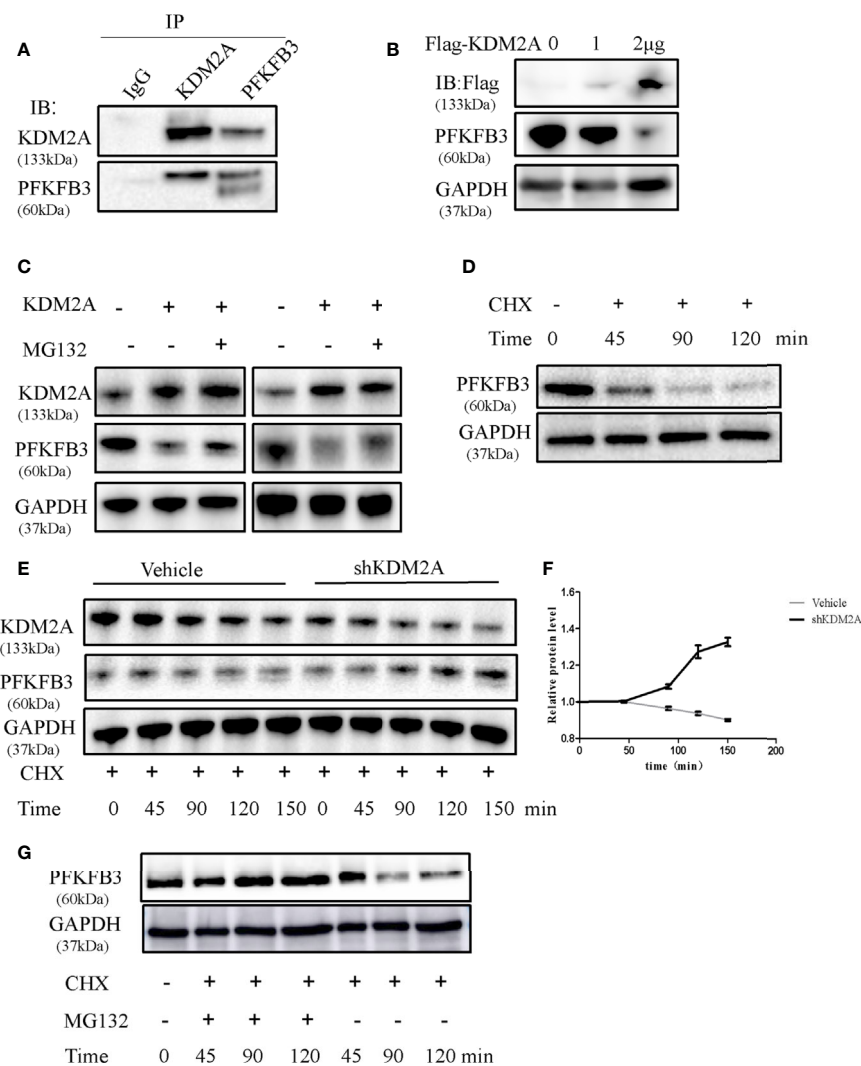 A
IP
IgG KDM2A PFKFB3
IB:
KDM2A
(133kDa)
PFKFB3
(60kDa)
B
Flag-KDM2A 0 1 2μg
IB:Flag
(133kDa)
PFKFB3
(60kDa)
GAPDH
(37kDa)
C
KDM2A - + + - + +
MG132 - - + - - +
KDM2A
(133kDa)
PFKFB3
(60kDa)
GAPDH
(37kDa)
D
CHX - + + +
Time 0 45 90 120 min
PFKFB3
(60kDa)
GAPDH
(37kDa)
E
Vehicle shKDM2A
KDM2A
(133kDa)
PFKFB3
(60kDa)
GAPDH
(37kDa)
CHX + + + + + + + + + +
Time 0 45 90 120 150 0 45 90 120 150 min
F
Relative protein level
1.6
1.4
1.2
1.0
0.8
0 50 100 150 200
time (min)
Vehicle
shKDM2A
G
PFKFB3
(60kDa)
GAPDH
(37kDa)
CHX - + + + + + +
MG132 - + + + - - -
Time 0 45 90 120 45 90 120 min